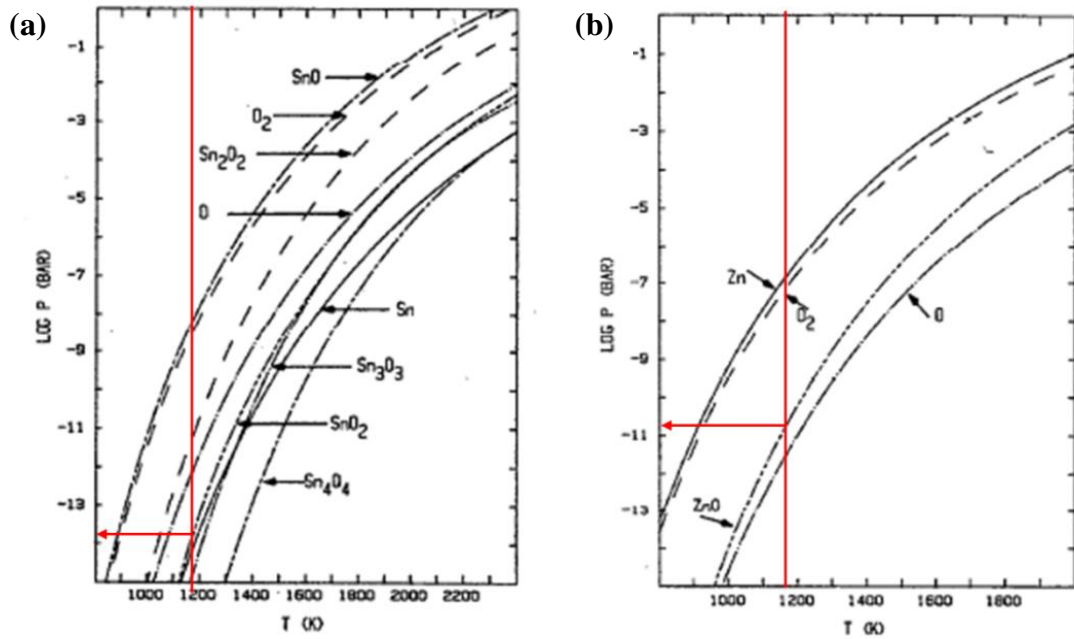 (a)
-1
-3
-5
-7
-9
-11
-13
LOG P (BAR)
SnO
O2
Sn2O2
O
Sn
Sn3O3
SnO2
Sn4O4
1000 1200 1400 1600 1800 2000 2200
T (K)
(b)
-1
-3
-5
-7
-9
-11
-13
LOG P (BAR)
Zn
O2
O
ZnO
1000 1200 1400 1600 1800
T (K)